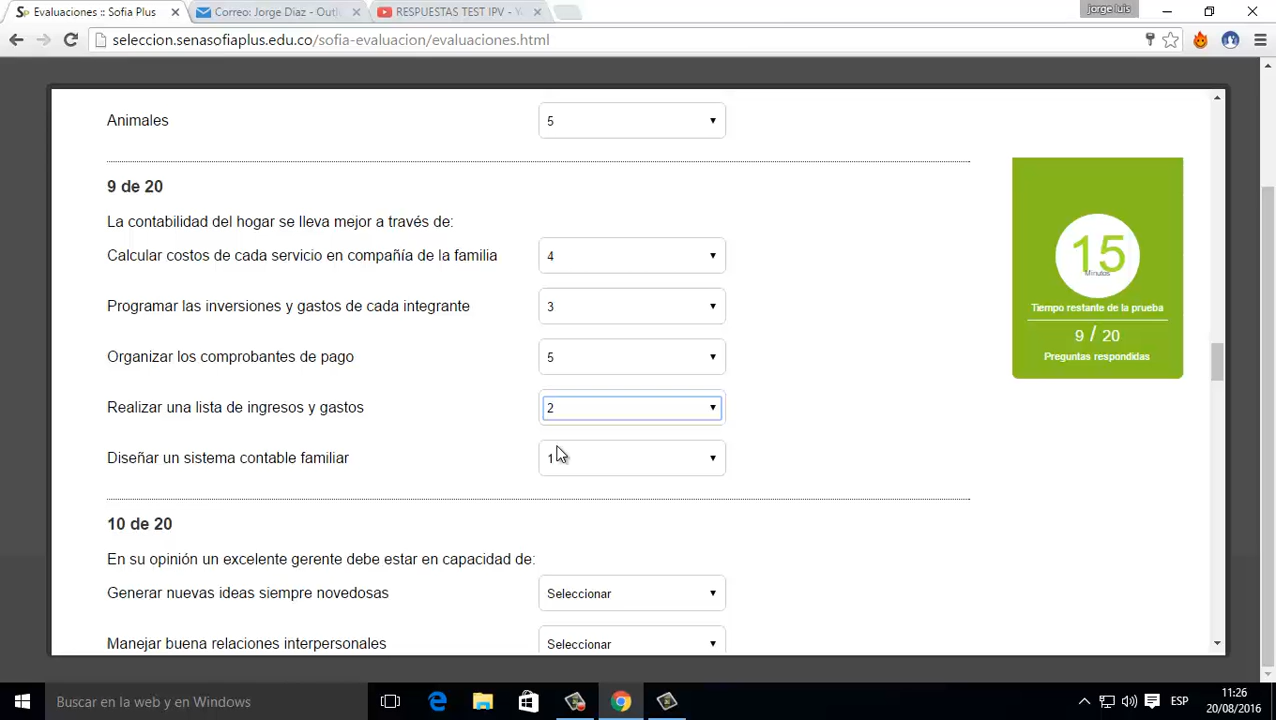 Evaluaciones :: Sofia Plus
Correo: Jorge Diaz - Outl
RESPUESTAS TEST IPV - Y
jorge luis
seleccion.senasofiaplus.edu.co/sofia-evaluacion/evaluaciones.html
Animales
5
9 de 20
La contabilidad del hogar se lleva mejor a través de:
Calcular costos de cada servicio en compañía de la familia
4
Programar las inversiones y gastos de cada integrante
3
Organizar los comprobantes de pago
5
Realizar una lista de ingresos y gastos
2
Diseñar un sistema contable familiar
1
15
Minutos
Tiempo restante de la prueba
9 / 20
Preguntas respondidas
10 de 20
En su opinión un excelente gerente debe estar en capacidad de:
Generar nuevas ideas siempre novedosas
Seleccionar
Manejar buena relaciones interpersonales
Seleccionar
Buscar en la web y en Windows
ESP
11:26
20/08/2016